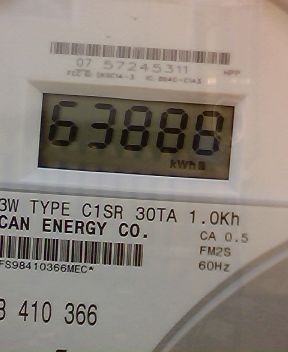 07 57245311
63888
kWh
3W TYPE C1SR 30TA 1.0Kh
CAN ENERGY CO.
CA 0.5
FM2S
60Hz
FS98410366MEC*
3 410 366